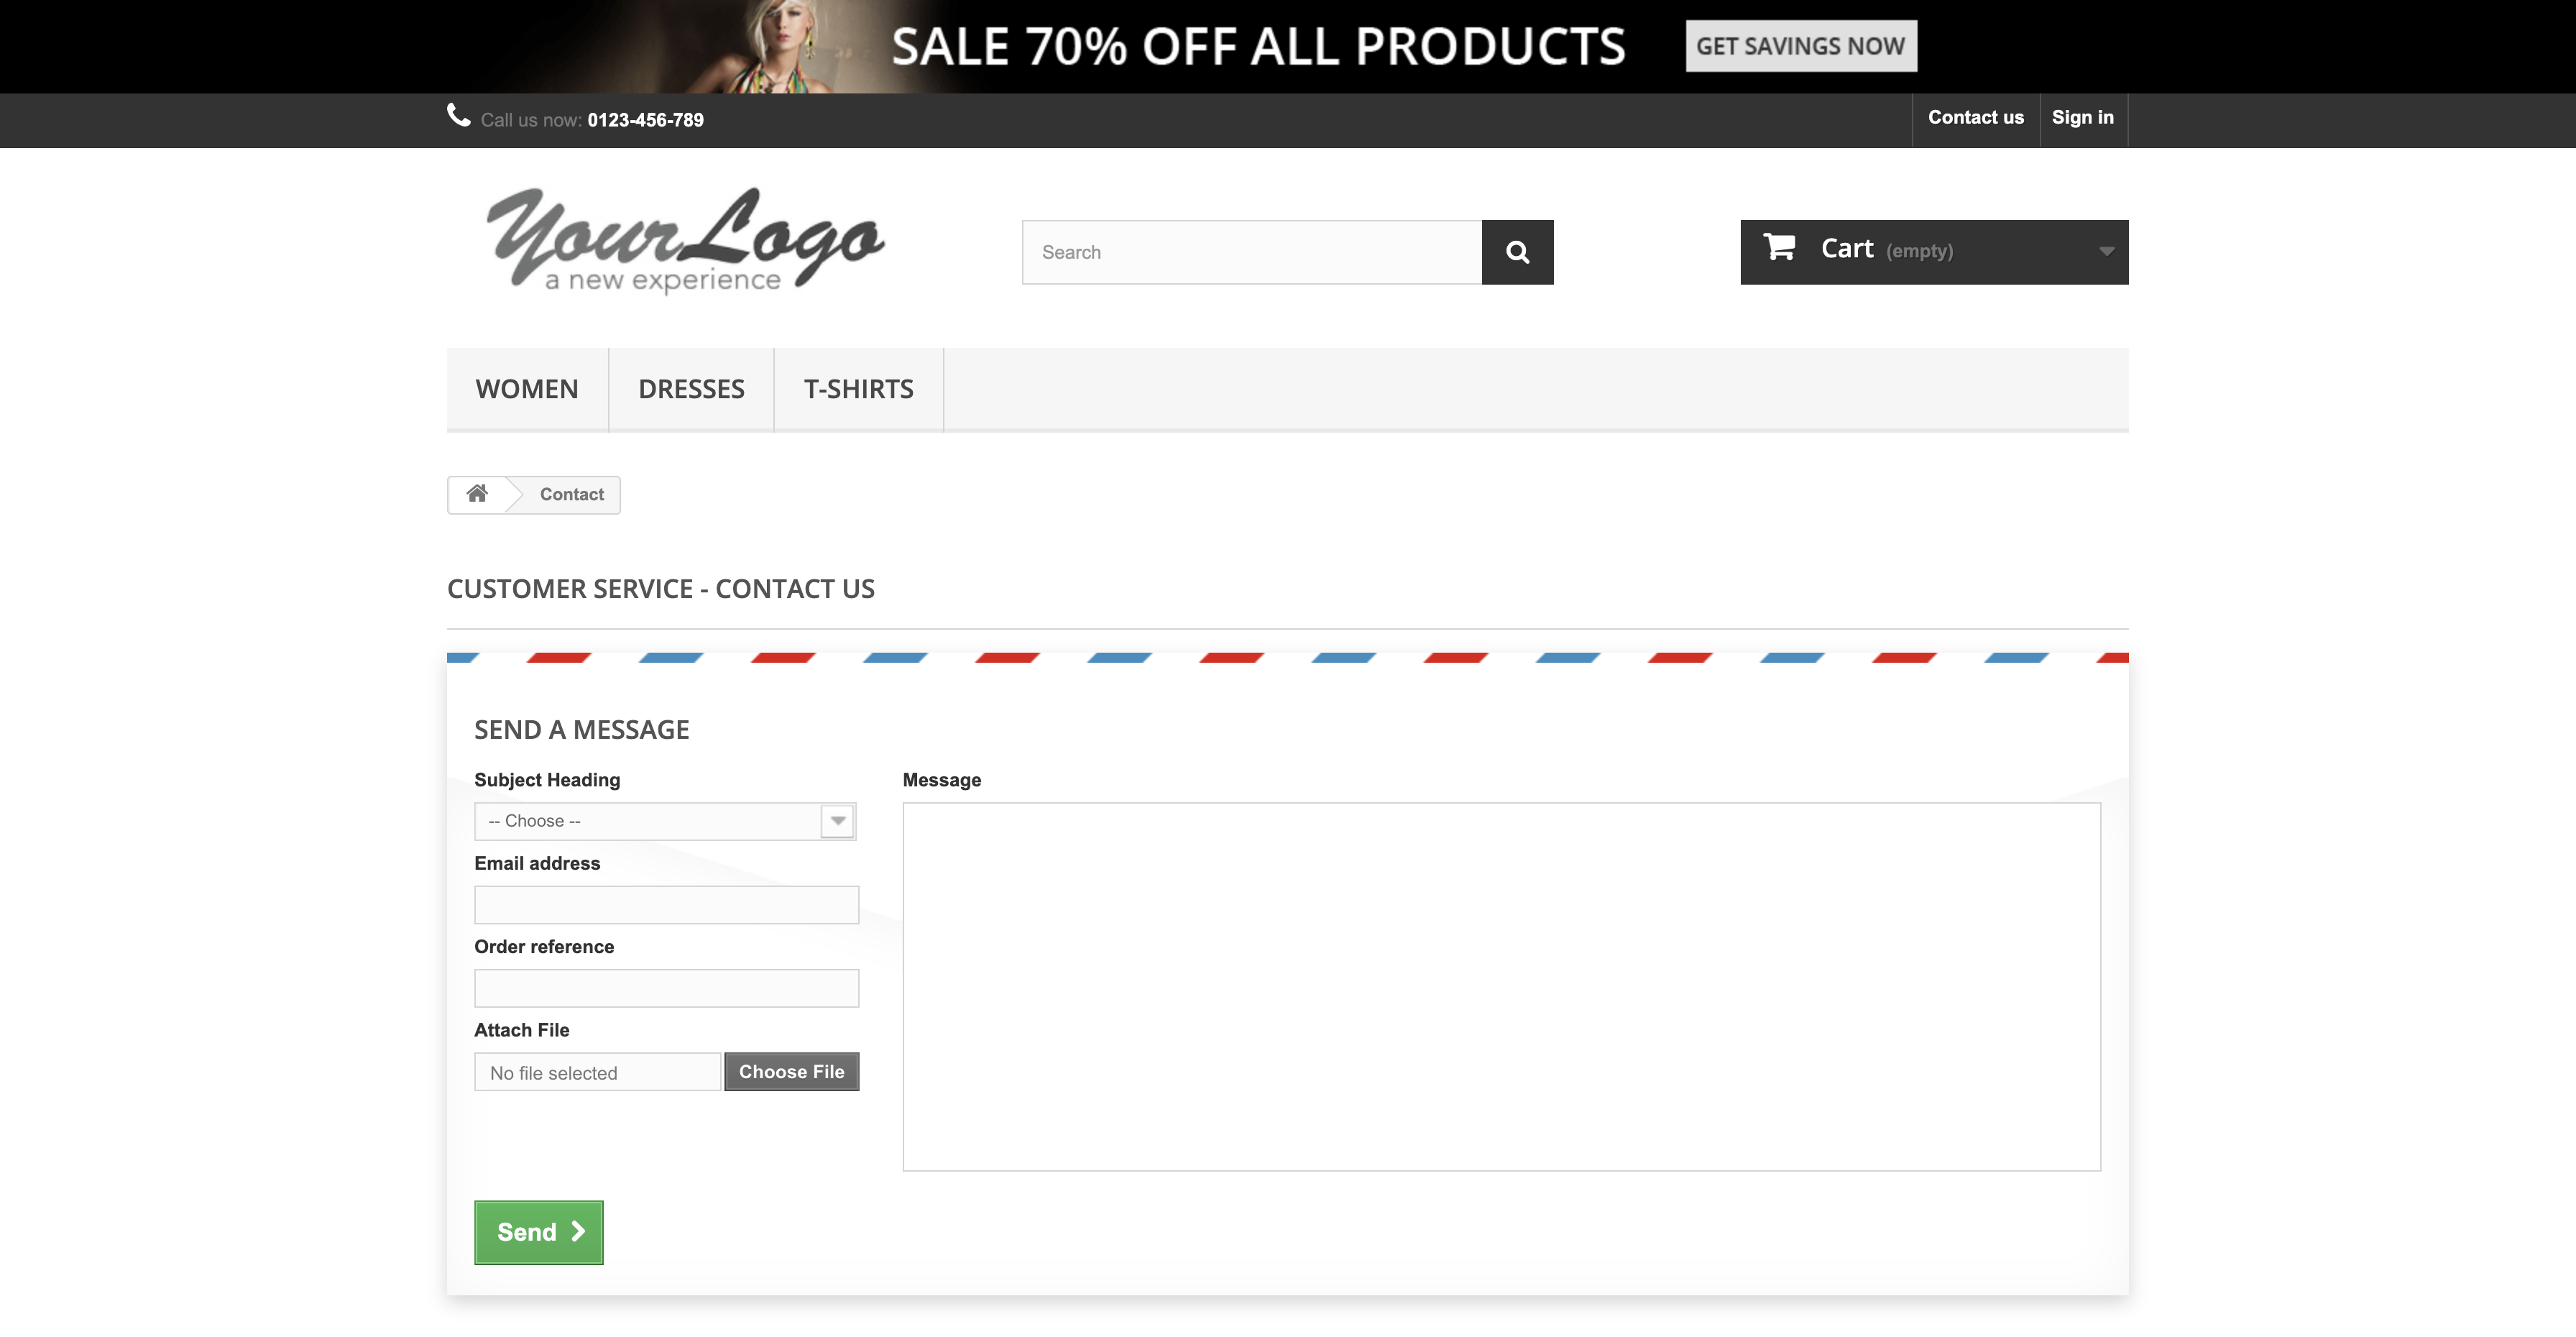 SALE 70% OFF ALL PRODUCTS GET SAVINGS NOW
Call us now: 0123-456-789 Contact us Sign in
YourLogo
a new experience
Search
Cart (empty)
WOMEN DRESSES T-SHIRTS
Contact
CUSTOMER SERVICE - CONTACT US
SEND A MESSAGE
Subject Heading
-- Choose --
Email address
Order reference
Attach File
No file selected Choose File
Message
Send